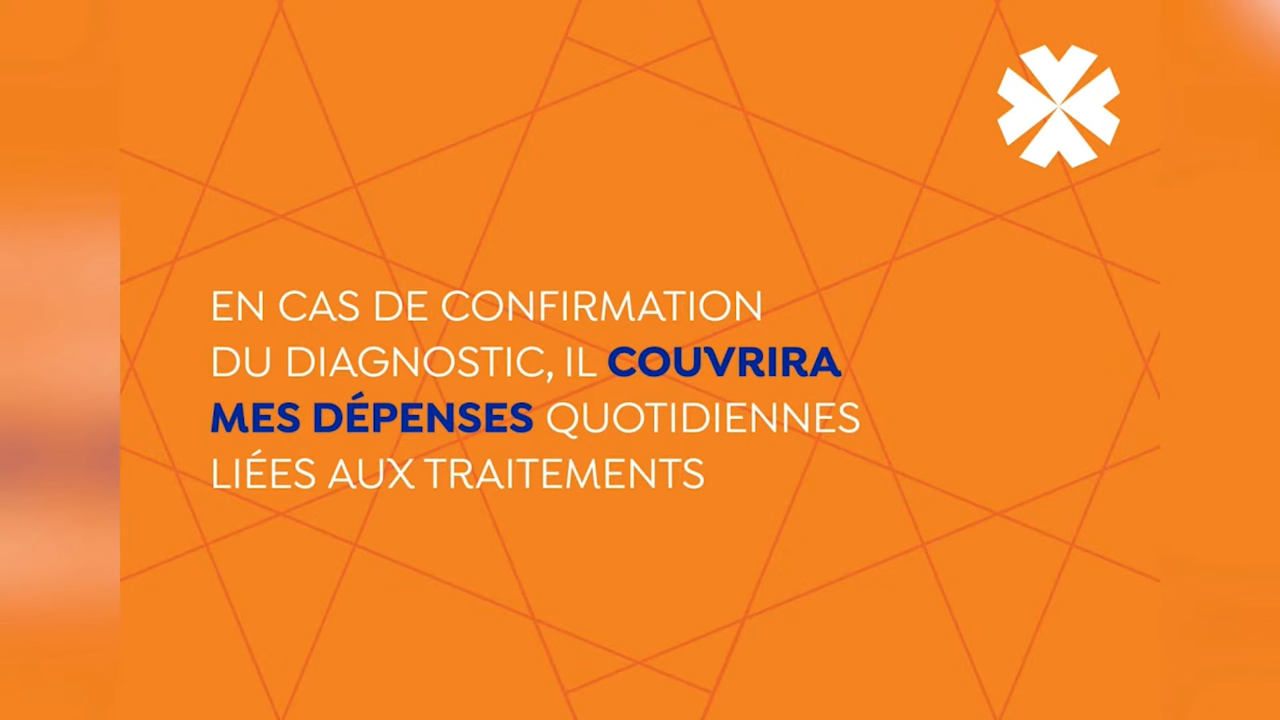 EN CAS DE CONFIRMATION
DU DIAGNOSTIC, IL COUVRIRA
MES DÉPENSES QUOTIDIENNES
LIÉES AUX TRAITEMENTS